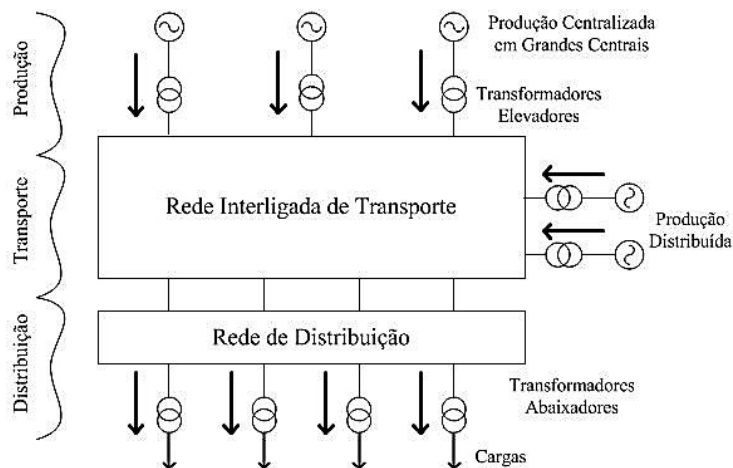 Produção
Produção Centralizada
em Grandes Centrais
Transformadores
Elevadores
Transporte
Rede Interligada de Transporte
Produção
Distribuída
Distribuição
Rede de Distribuição
Transformadores
Abaixadores
Cargas